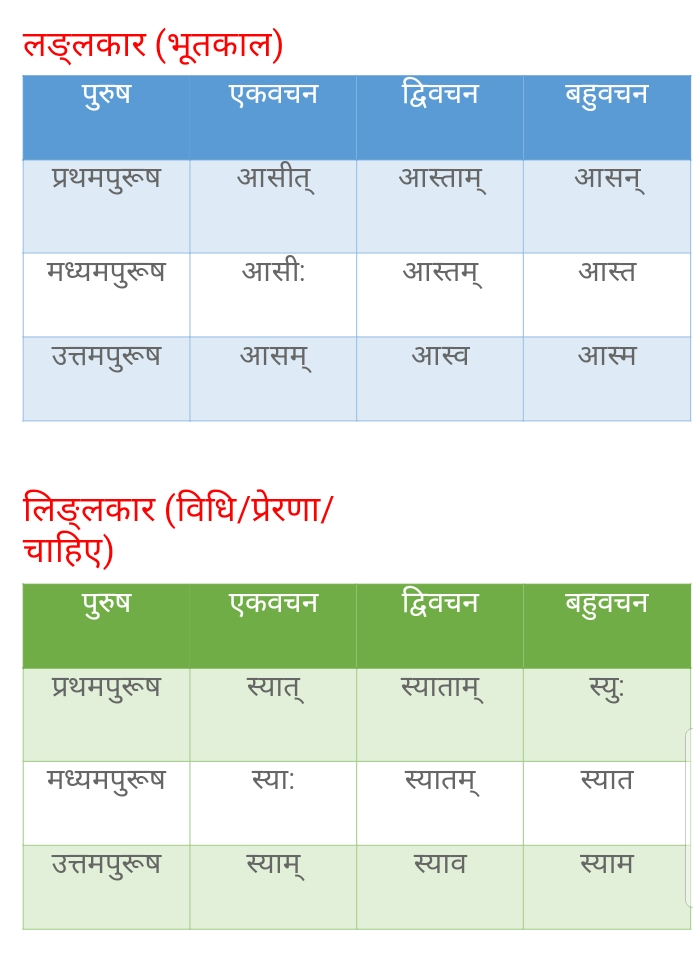 लङ्लकार (भूतकाल)
पुरुष एकवचन द्विवचन बहुवचन
प्रथमपुरूष आसीत् आस्ताम् आसन्
मध्यमपुरूष आसी: आस्तम् आस्त
उत्तमपुरूष आसम् आस्व आस्म
लिङ्लकार (विधि/प्रेरणा/
चाहिए)
पुरुष एकवचन द्विवचन बहुवचन
प्रथमपुरूष स्यात् स्याताम् स्यु:
मध्यमपुरूष स्या: स्यातम् स्यात
उत्तमपुरूष स्याम् स्याव स्याम